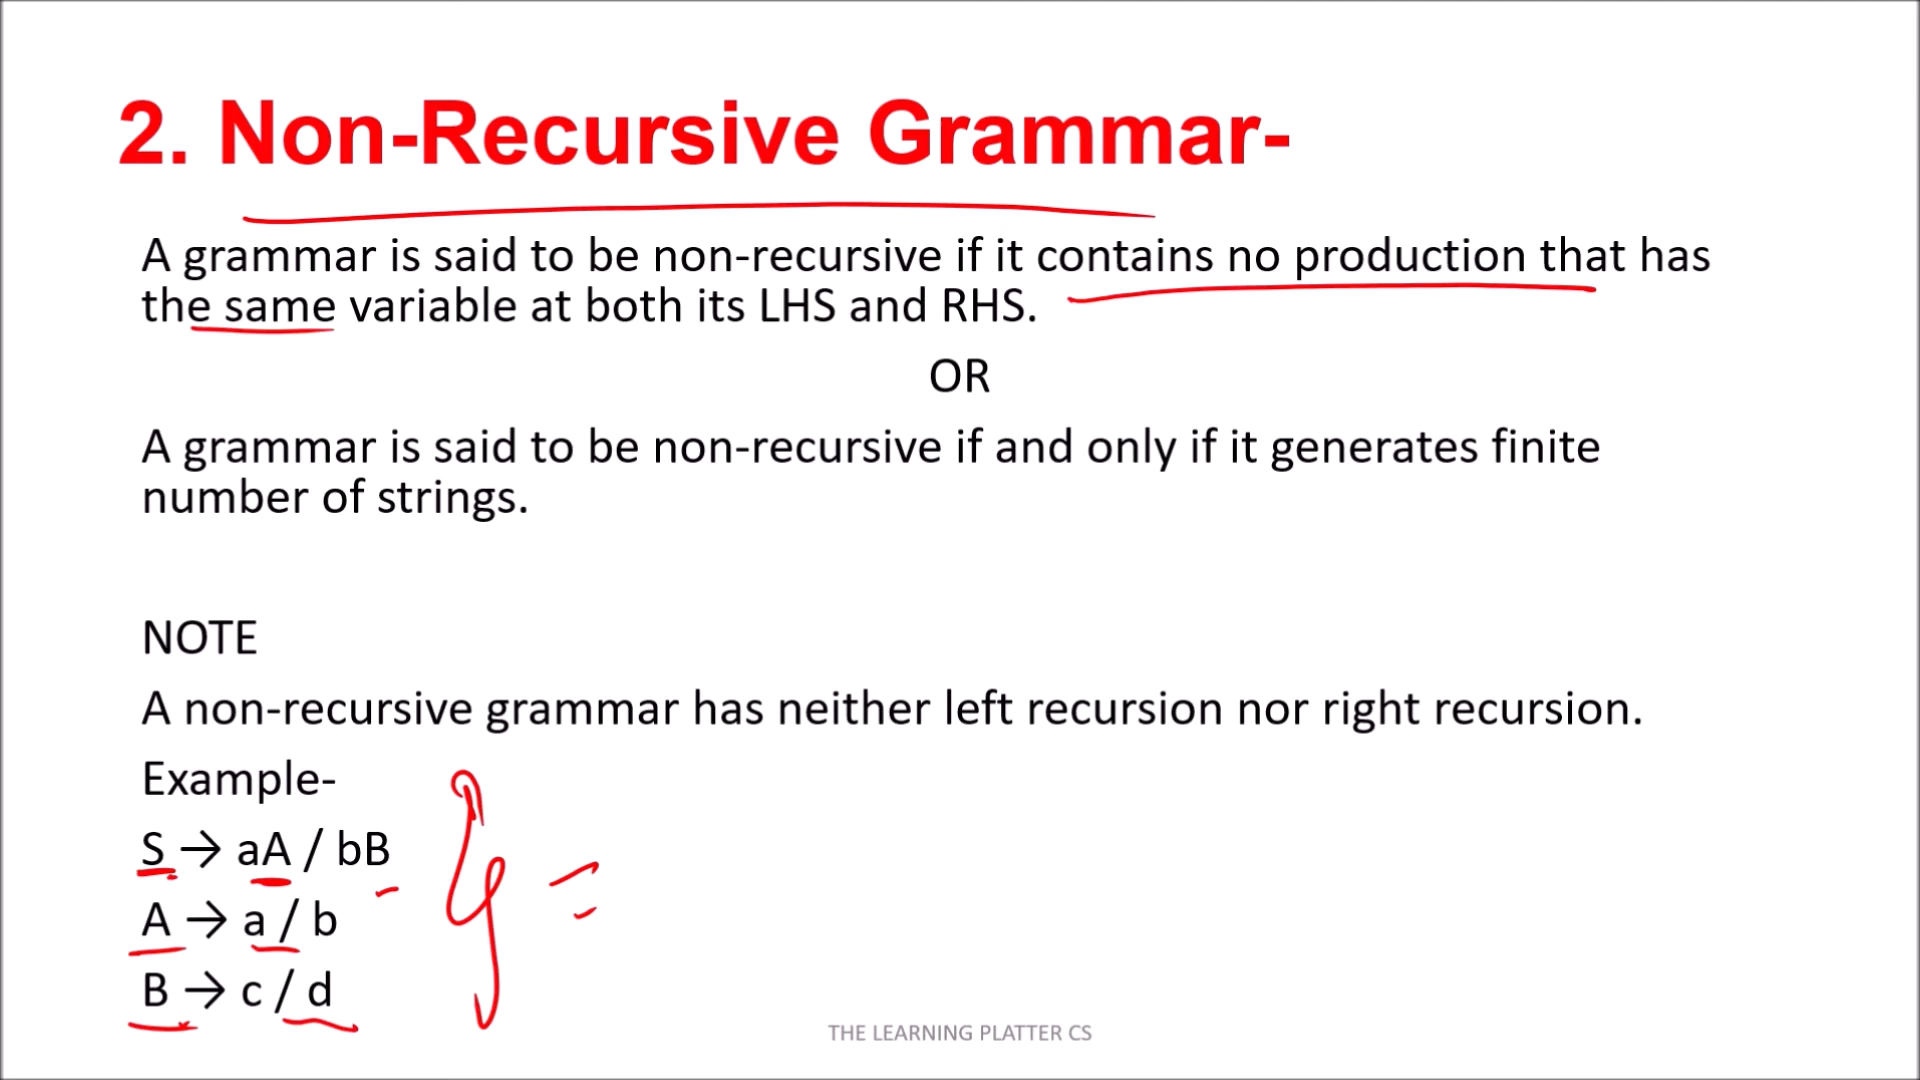 2. Non-Recursive Grammar-
A grammar is said to be non-recursive if it contains no production that has
the same variable at both its LHS and RHS.
OR
A grammar is said to be non-recursive if and only if it generates finite
number of strings.
NOTE
A non-recursive grammar has neither left recursion nor right recursion.
Example-
S → aA / bB
A → a / b
B → c / d
THE LEARNING PLATTER CS